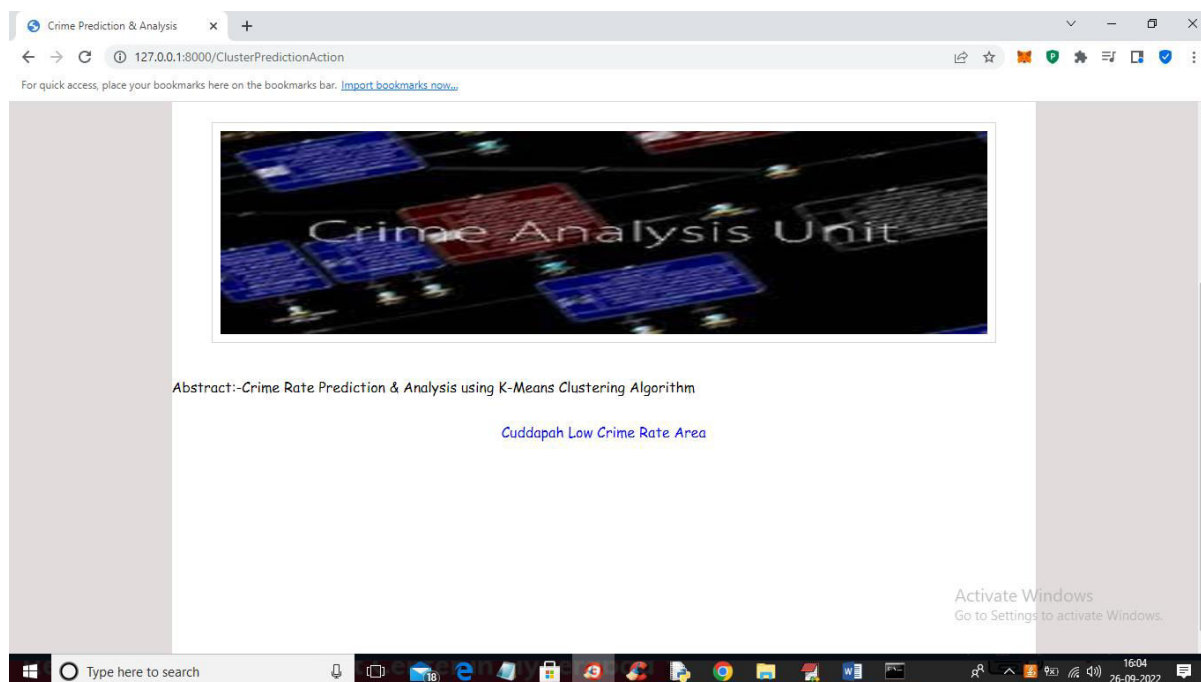 Crime Prediction & Analysis
127.0.0.1:8000/ClusterPredictionAction
For quick access, place your bookmarks here on the bookmarks bar. Import bookmarks now...
Crime Analysis Unit
Abstract:-Crime Rate Prediction & Analysis using K-Means Clustering Algorithm
Cuddapah Low Crime Rate Area
Activate Windows
Go to Settings to activate Windows.
Type here to search
18
16:04
26-09-2022